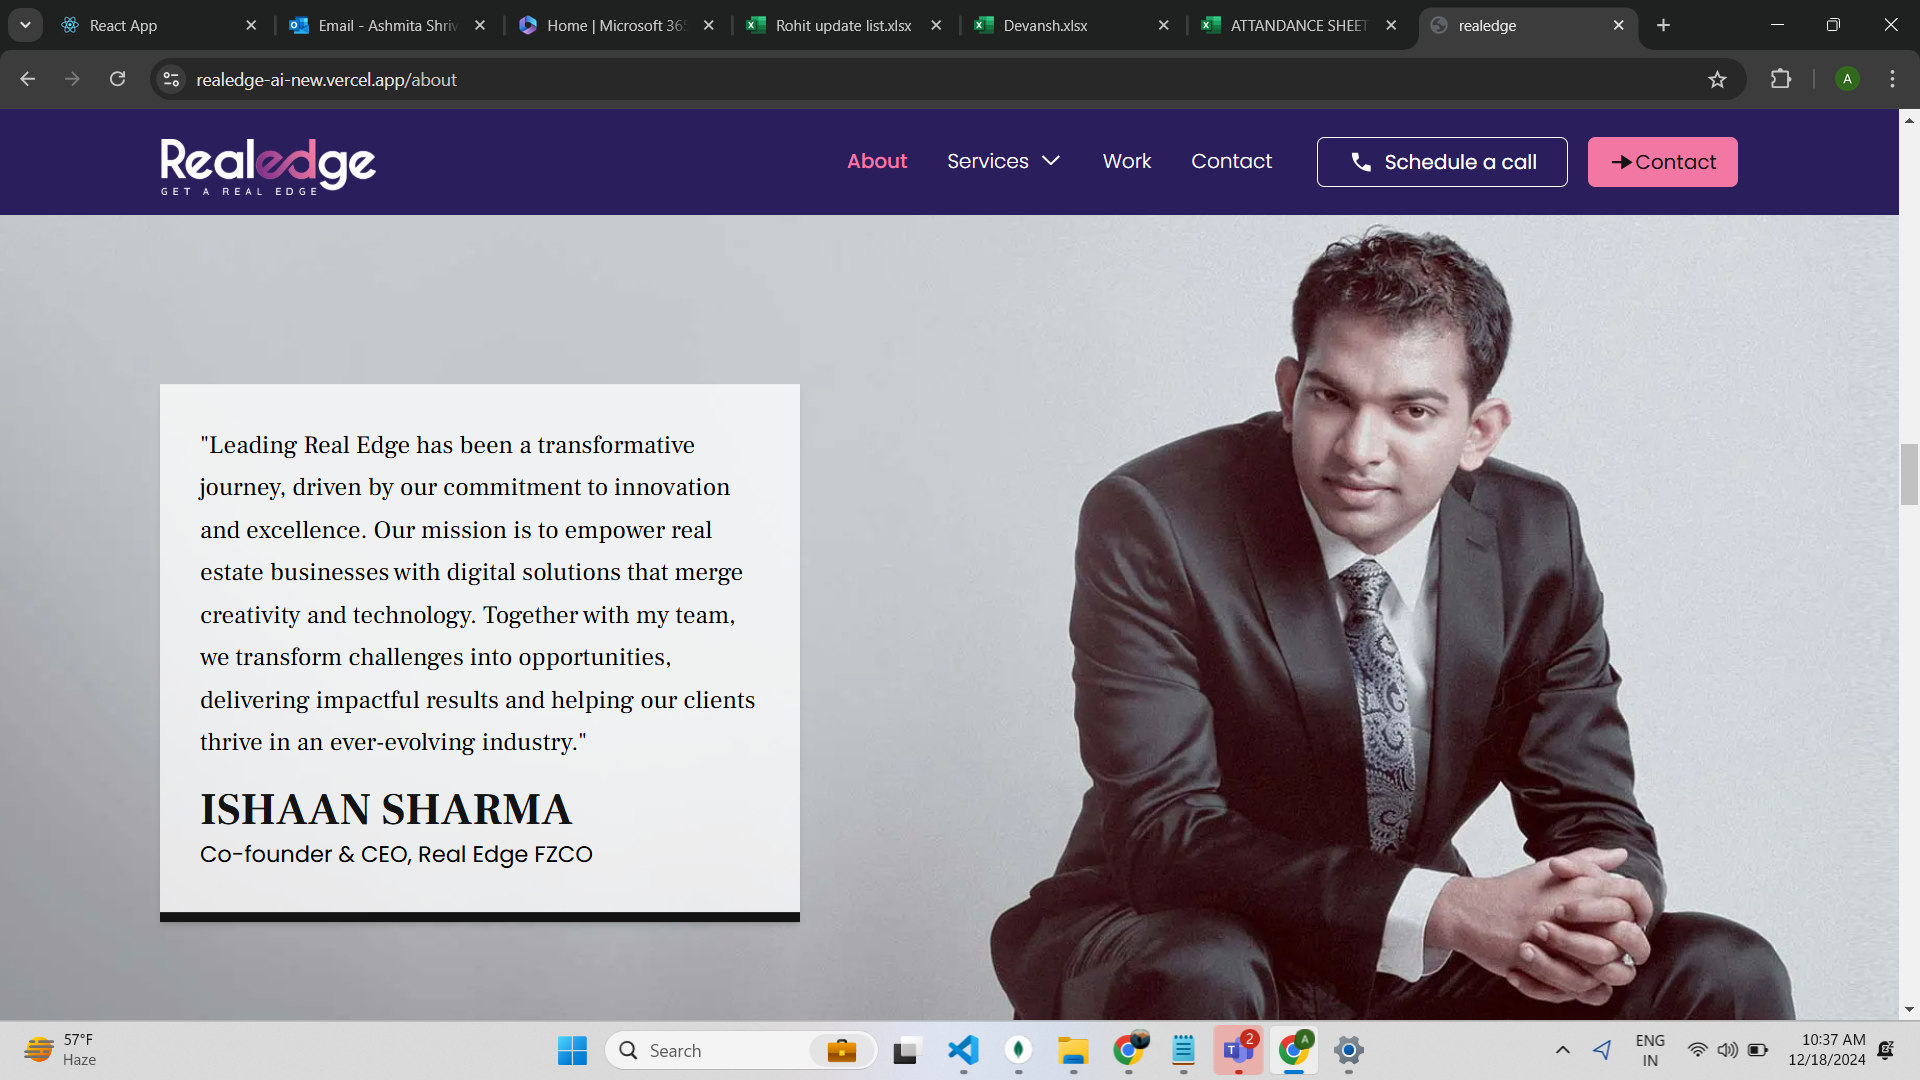 React App
Email - Ashmita Shriv
Home | Microsoft 365
Rohit update list.xlsx
Devansh.xlsx
ATTANDANCE SHEET
realedge
realedge-ai-new.vercel.app/about
A
Realedge
GET A REAL EDGE
About
Services
Work
Contact
Schedule a call
Contact
"Leading Real Edge has been a transformative
journey, driven by our commitment to innovation
and excellence. Our mission is to empower real
estate businesses with digital solutions that merge
creativity and technology. Together with my team,
we transform challenges into opportunities,
delivering impactful results and helping our clients
thrive in an ever-evolving industry."
ISHAAN SHARMA
Co-founder & CEO, Real Edge FZCO
57°F
Haze
Search
2
A
ENG
IN
10:37 AM
12/18/2024